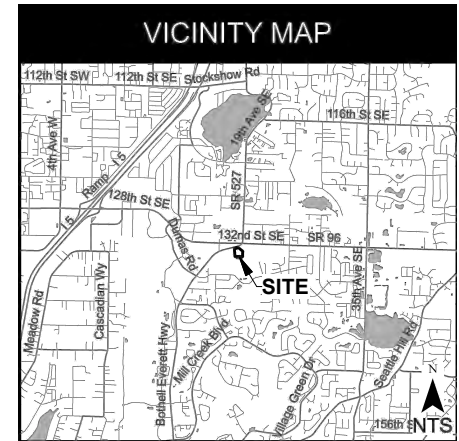 VICINITY MAP
112th St SW
112th St SE
Stockshow Rd
19th Ave SE
116th St SE
4th Ave W
Ramp
I 5
SR 527
128th St SE
I 5
Dumas Rd
132nd St SE
SR 96
SITE
35th Ave SE
Meadow Rd
Cascadian Wy
Bothell Everett Hwy
Mill Creek Blvd
Village Green Dr
Seattle Hill Rd
N
156th S
NTS